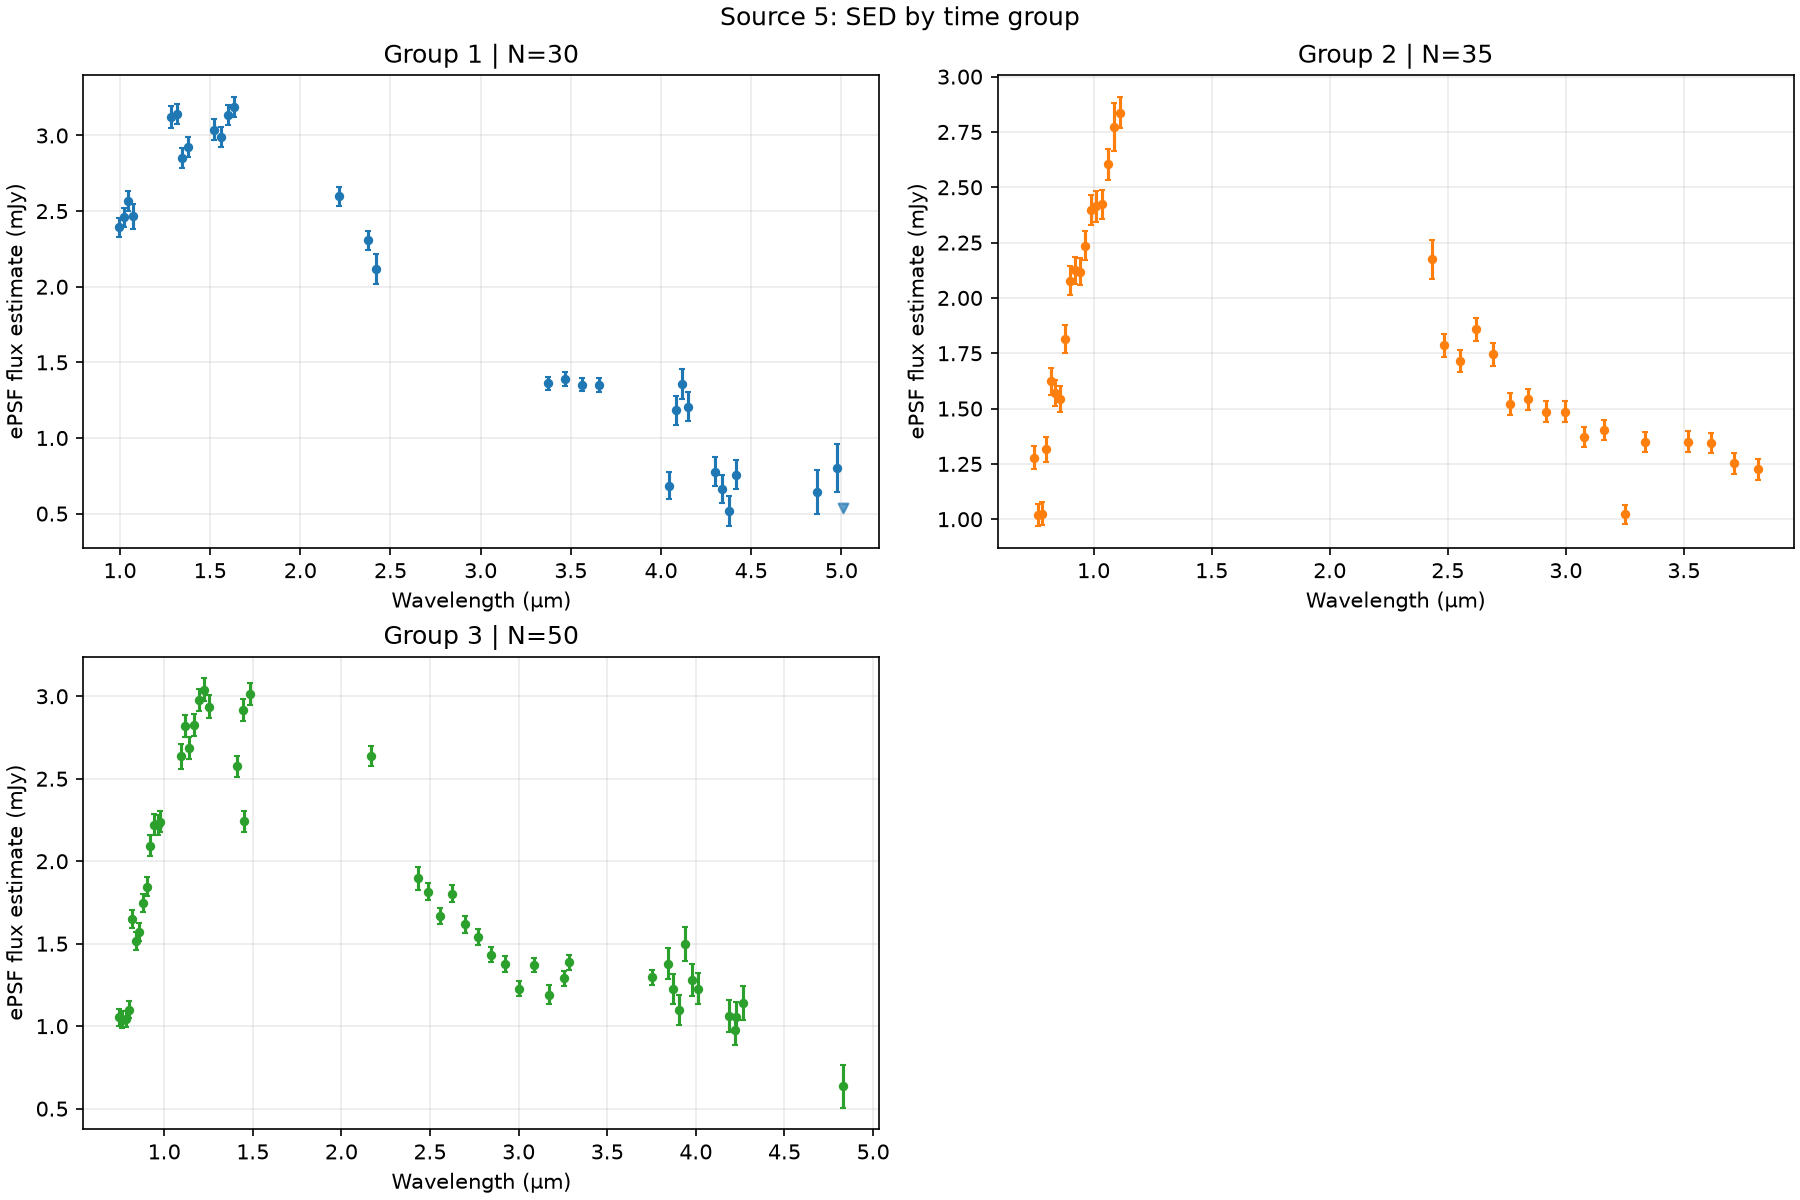 Source 5: SED by time group
Group 1 | N=30
ePSF flux estimate (mJy)
3.0
2.5
2.0
1.5
1.0
0.5
1.0 1.5 2.0 2.5 3.0 3.5 4.0 4.5 5.0
Wavelength (µm)
Group 2 | N=35
ePSF flux estimate (mJy)
3.00
2.75
2.50
2.25
2.00
1.75
1.50
1.25
1.00
1.0 1.5 2.0 2.5 3.0 3.5
Wavelength (µm)
Group 3 | N=50
ePSF flux estimate (mJy)
3.0
2.5
2.0
1.5
1.0
0.5
1.0 1.5 2.0 2.5 3.0 3.5 4.0 4.5 5.0
Wavelength (µm)